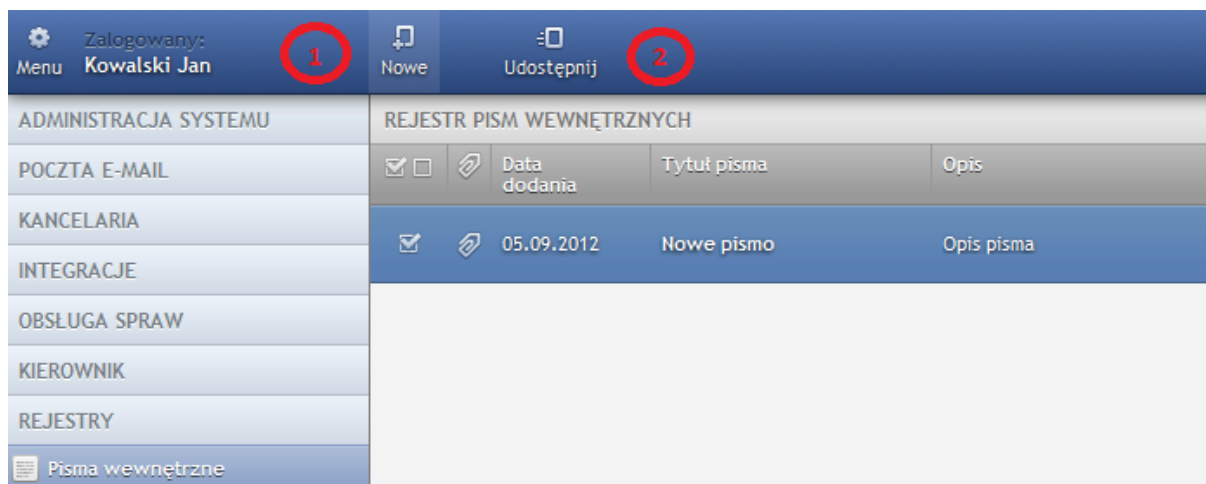 Zalogowany:
Menu Kowalski Jan
1
Nowe
Udostępnij
2
ADMINISTRACJA SYSTEMU
POCZTA E-MAIL
KANCELARIA
INTEGRACJE
OBSŁUGA SPRAW
KIEROWNIK
REJESTRY
Pisma wewnętrzne
REJESTR PISM WEWNĘTRZNYCH
Data dodania
Tytuł pisma
Opis
05.09.2012
Nowe pismo
Opis pisma